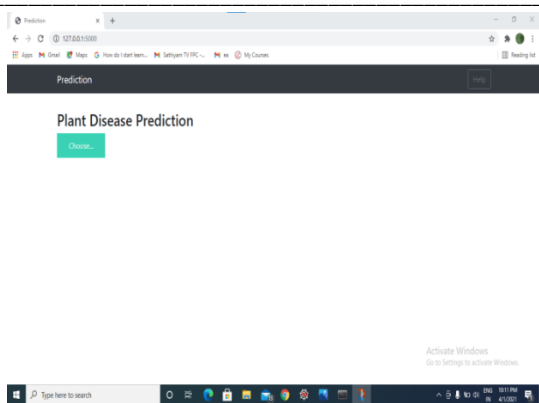 Prediction
127.0.0.1:5000
Apps Gmail Maps How do I start learn... Sathiyam TV FPC -... My Courses Reading list
Prediction Help
Plant Disease Prediction
Choose...
Activate Windows
Go to Settings to activate Windows.
Type here to search ENG 10:11 PM
IN 4/1/2021